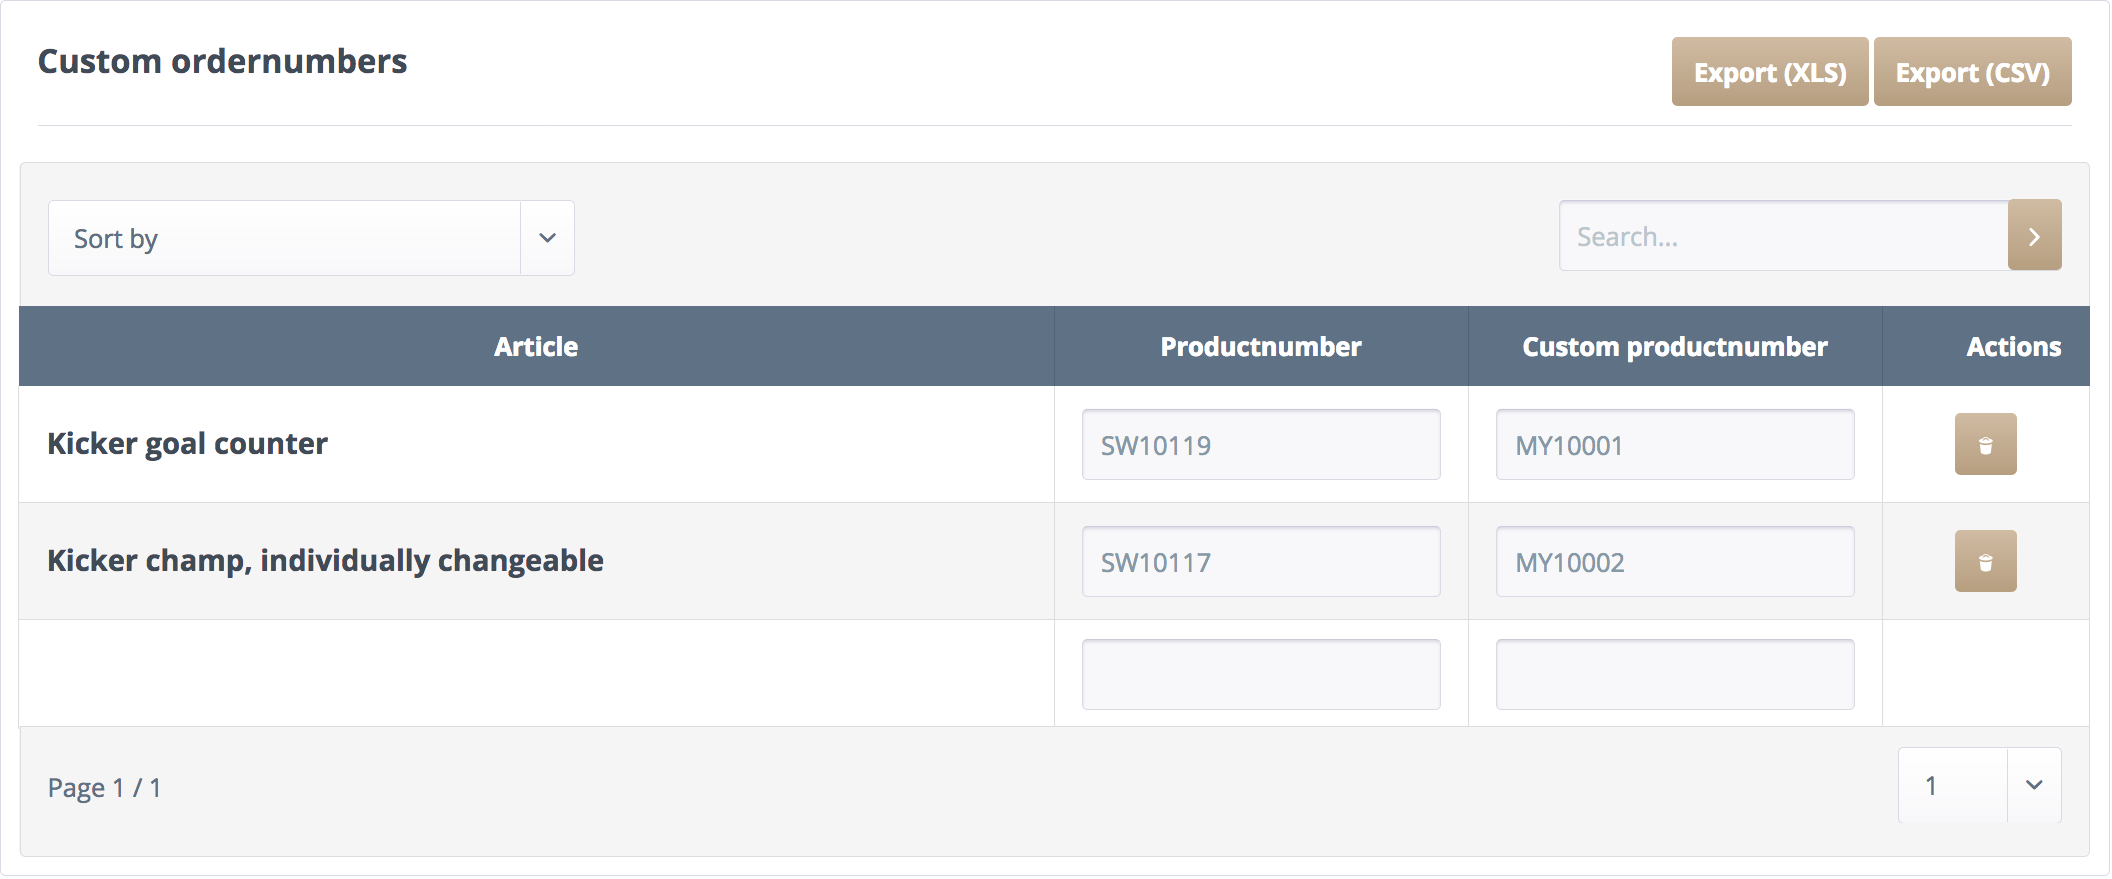 Custom ordernumbers
Export (XLS) Export (CSV)
Sort by
Search...
Article Productnumber Custom productnumber Actions
Kicker goal counter SW10119 MY10001
Kicker champ, individually changeable SW10117 MY10002
Page 1 / 1
1